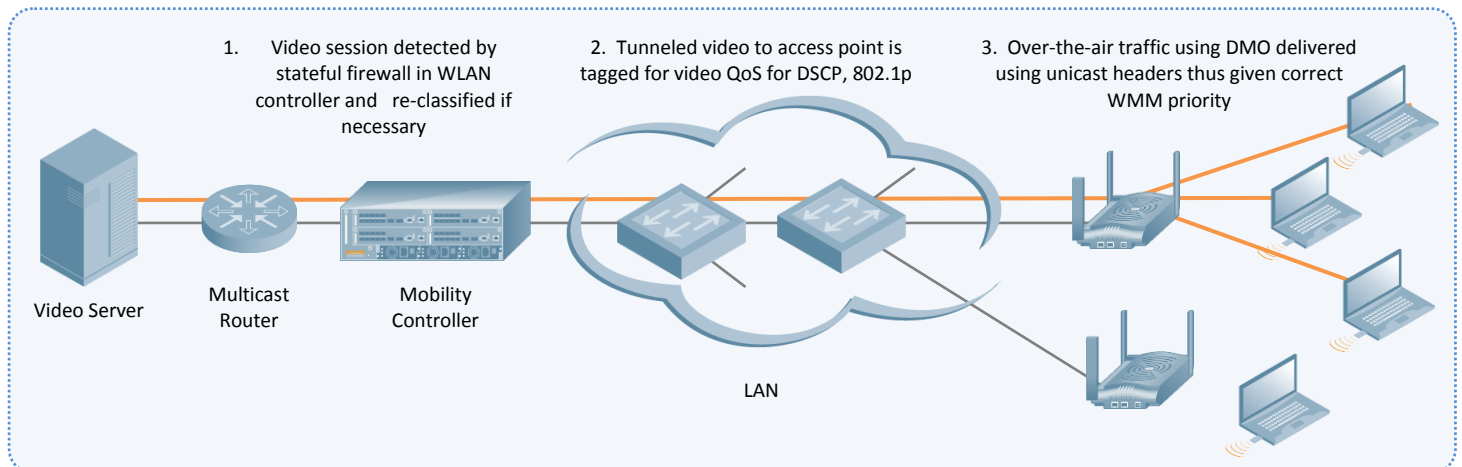 1. Video session detected by
stateful firewall in WLAN
controller and re-classified if
necessary
2. Tunneled video to access point is
tagged for video QoS for DSCP, 802.1p
3. Over-the-air traffic using DMO delivered
using unicast headers thus given correct
WMM priority
Video Server
Multicast
Router
Mobility
Controller
LAN